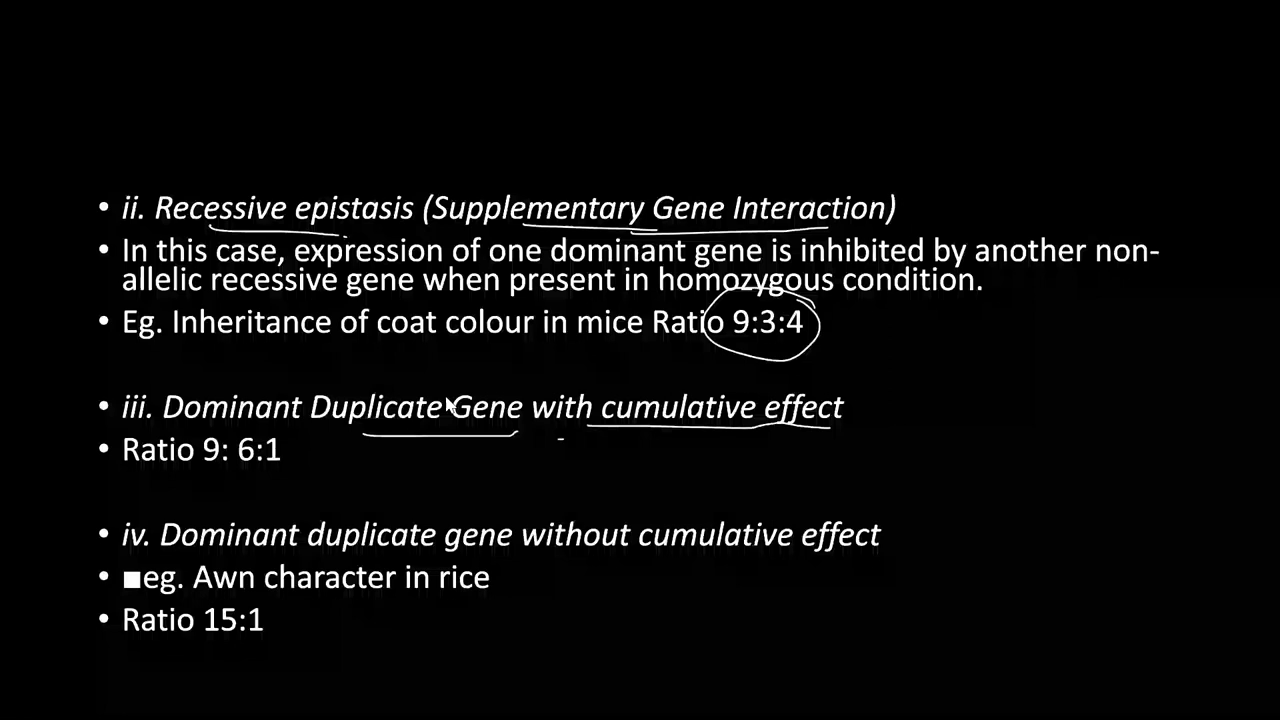 • ii. Recessive epistasis (Supplementary Gene Interaction)
• In this case, expression of one dominant gene is inhibited by another non-
allelic recessive gene when present in homozygous condition.
• Eg. Inheritance of coat colour in mice Ratio 9:3:4
• iii. Dominant Duplicate Gene with cumulative effect
• Ratio 9: 6:1
• iv. Dominant duplicate gene without cumulative effect
• ■eg. Awn character in rice
• Ratio 15:1